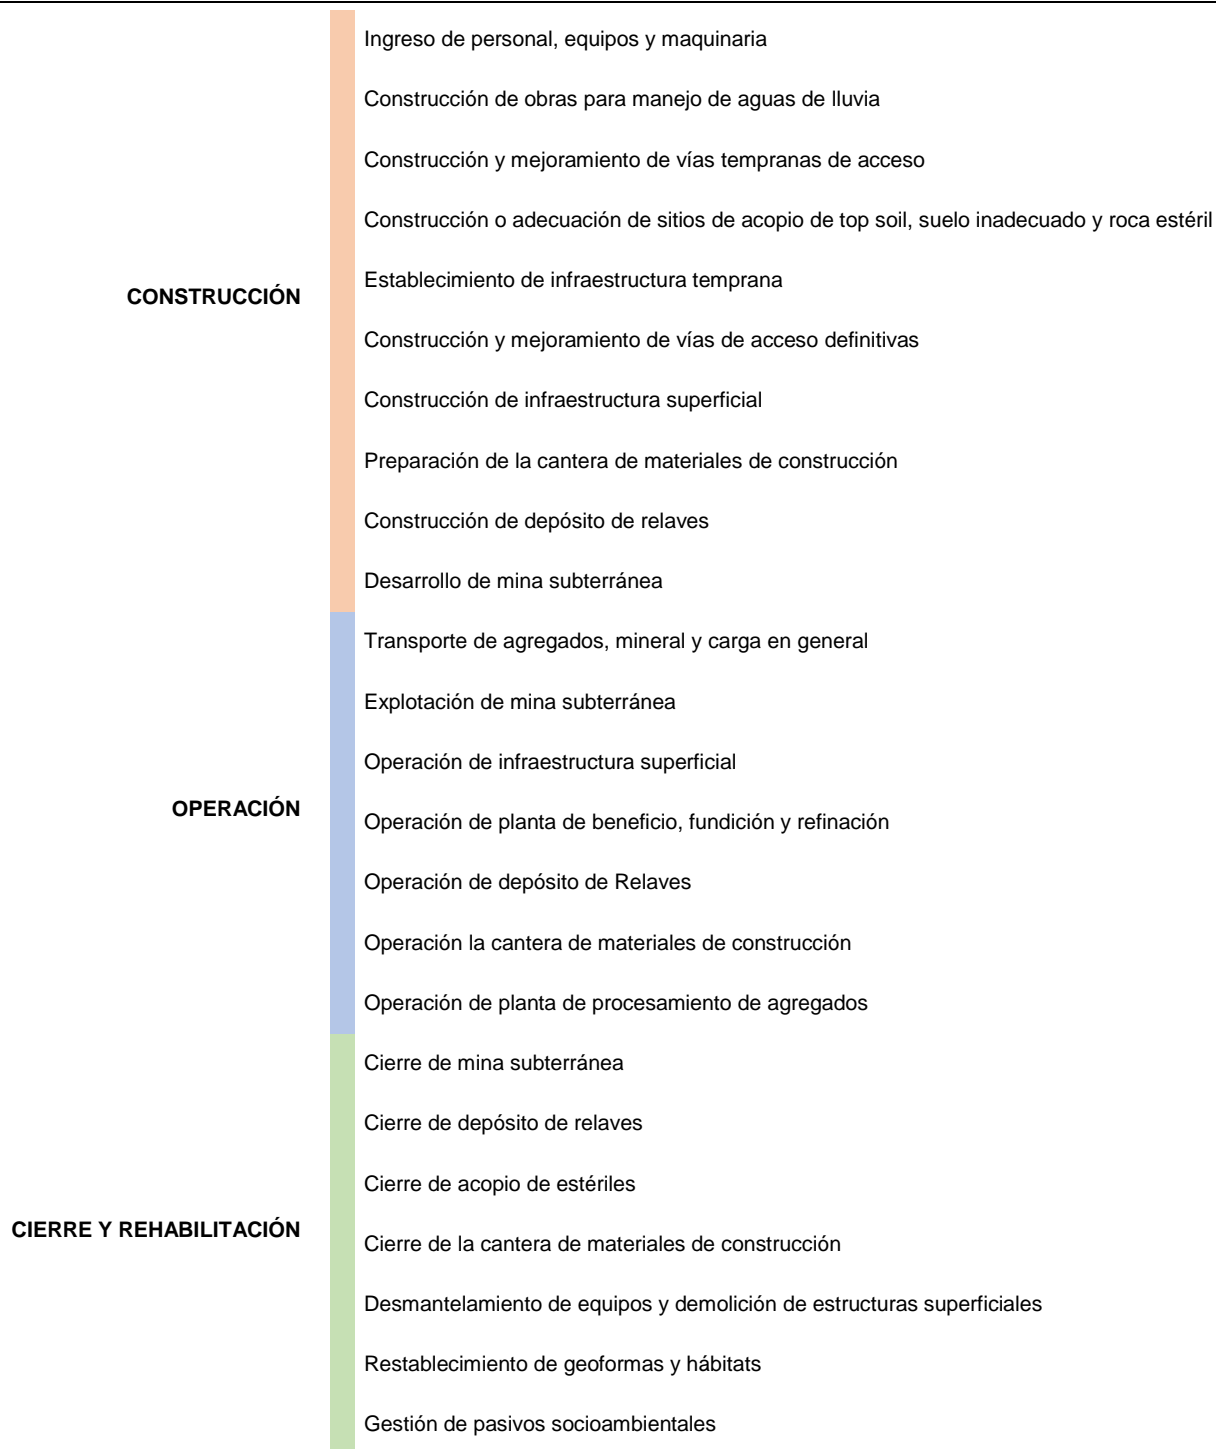 CONSTRUCCIÓN
Ingreso de personal, equipos y maquinaria
Construcción de obras para manejo de aguas de lluvia
Construcción y mejoramiento de vías tempranas de acceso
Construcción o adecuación de sitios de acopio de top soil, suelo inadecuado y roca estéril
Establecimiento de infraestructura temprana
Construcción y mejoramiento de vías de acceso definitivas
Construcción de infraestructura superficial
Preparación de la cantera de materiales de construcción
Construcción de depósito de relaves
Desarrollo de mina subterránea
OPERACIÓN
Transporte de agregados, mineral y carga en general
Explotación de mina subterránea
Operación de infraestructura superficial
Operación de planta de beneficio, fundición y refinación
Operación de depósito de Relaves
Operación la cantera de materiales de construcción
Operación de planta de procesamiento de agregados
CIERRE Y REHABILITACIÓN
Cierre de mina subterránea
Cierre de depósito de relaves
Cierre de acopio de estériles
Cierre de la cantera de materiales de construcción
Desmantelamiento de equipos y demolición de estructuras superficiales
Restablecimiento de geoformas y hábitats
Gestión de pasivos socioambientales